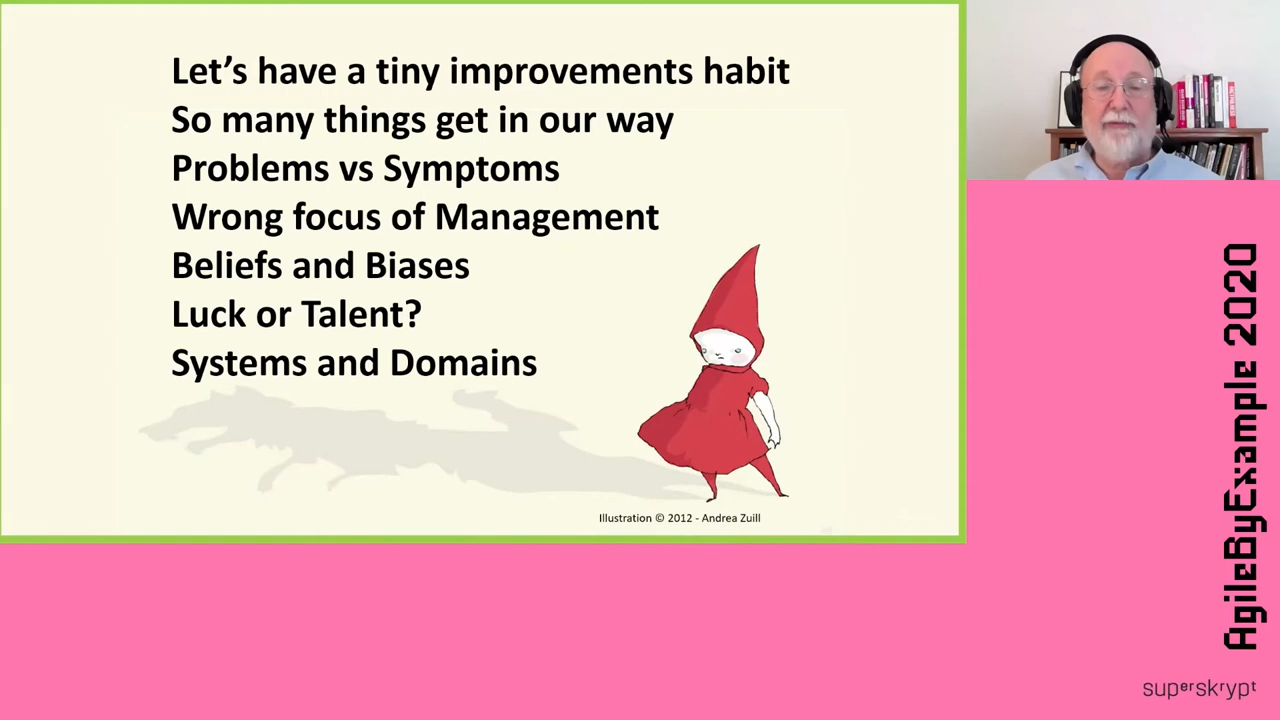 Let’s have a tiny improvements habit
So many things get in our way
Problems vs Symptoms
Wrong focus of Management
Beliefs and Biases
Luck or Talent?
Systems and Domains
Illustration © 2012 - Andrea Zuill
AgileByExample 2020
superskrypt